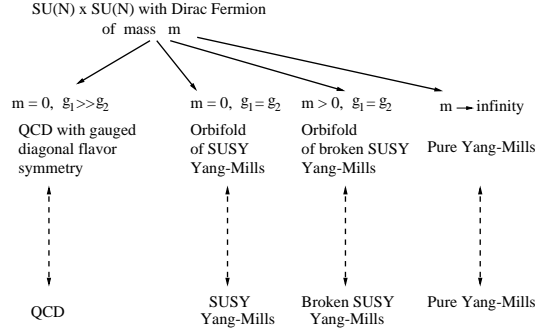 SU(N) x SU(N) with Dirac Fermion
of mass m
m = 0, g1>>g2
QCD with gauged
diagonal flavor
symmetry
m = 0, g1= g2
Orbifold
of SUSY
Yang-Mills
m > 0, g1= g2
Orbifold
of broken SUSY
Yang-Mills
m → infinity
Pure Yang-Mills
QCD
SUSY
Yang-Mills
Broken SUSY
Yang-Mills
Pure Yang-Mills